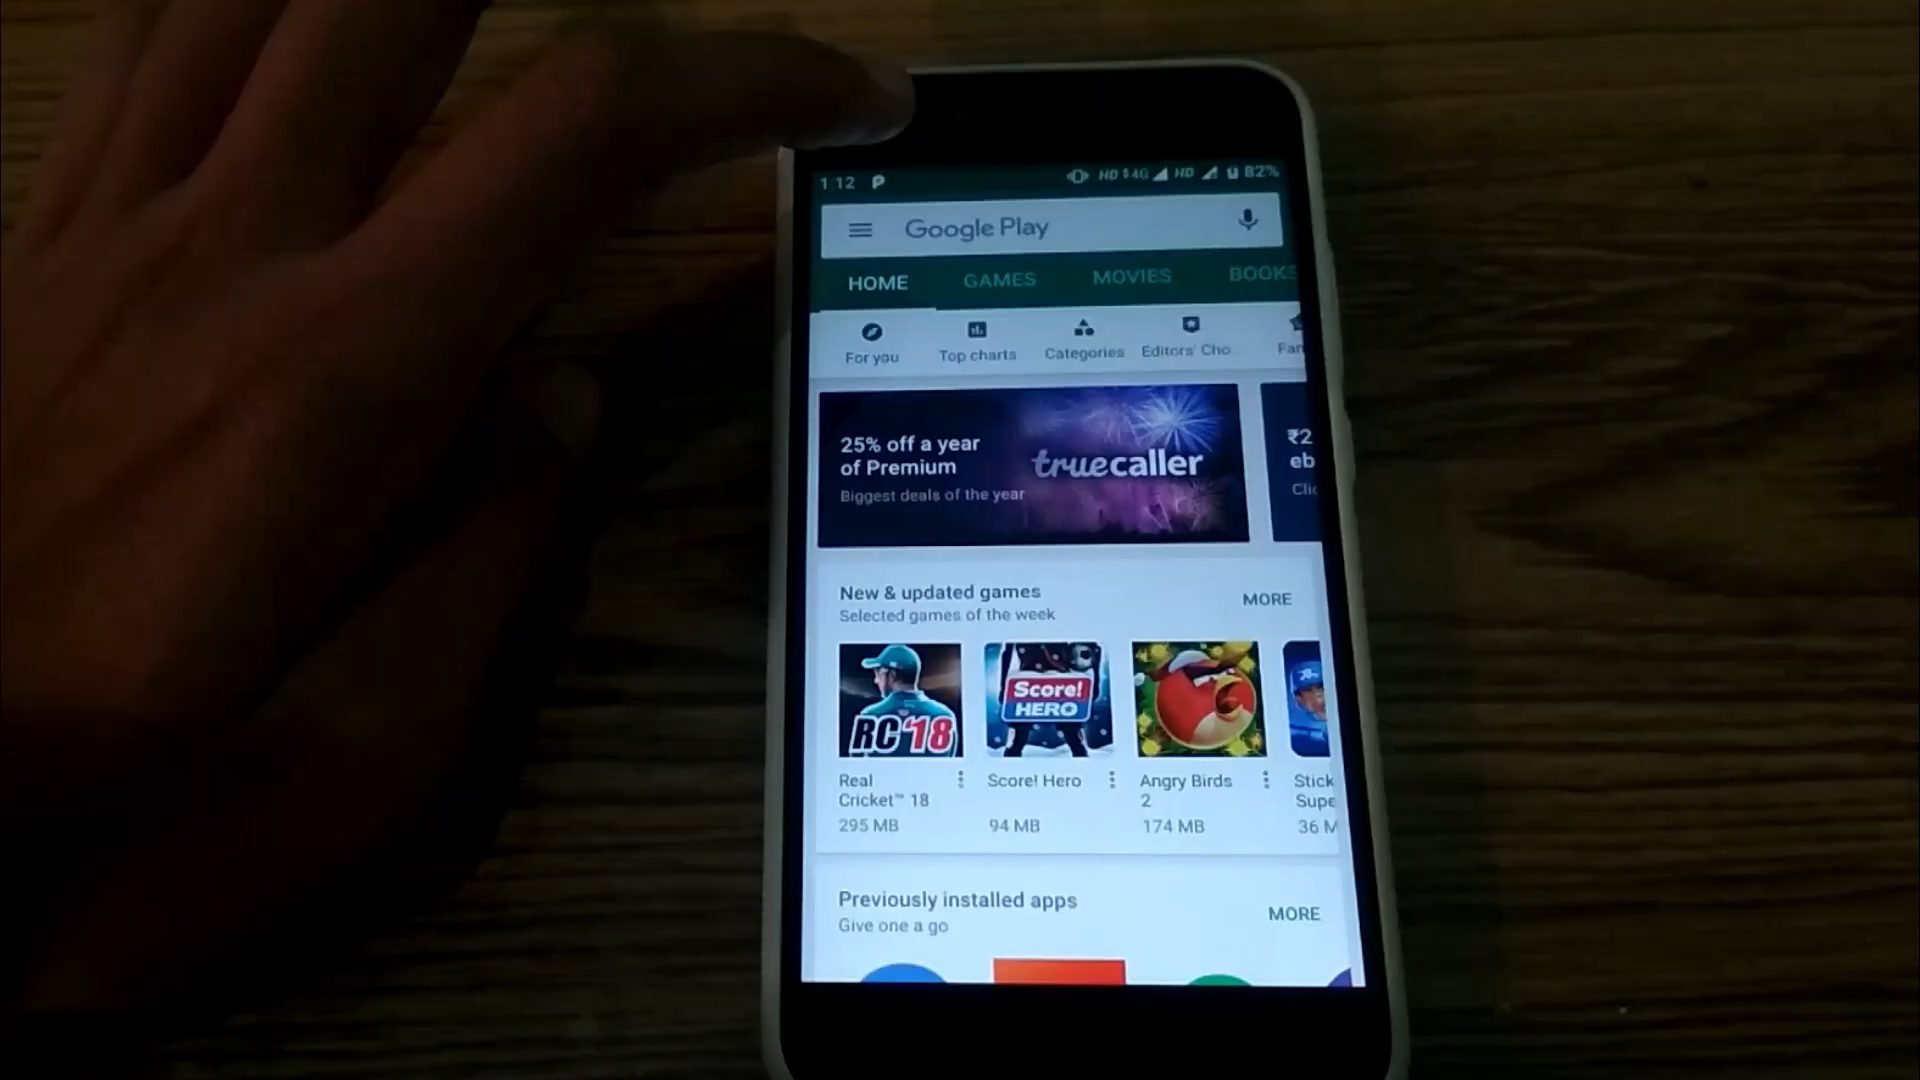 1 12 HD 4G HD 82%
Google Play
HOME GAMES MOVIES BOOKS
For you Top charts Categories Editors' Cho Fan
25% off a year
of Premium
Biggest deals of the year
truecaller
₹2
eb
Clic
New & updated games
Selected games of the week
MORE
RC'18
Score!
HERO
Real
Cricket™ 18
295 MB
Score! Hero
94 MB
Angry Birds
2
174 MB
Stick
Supe
36 M
Previously installed apps
Give one a go
MORE